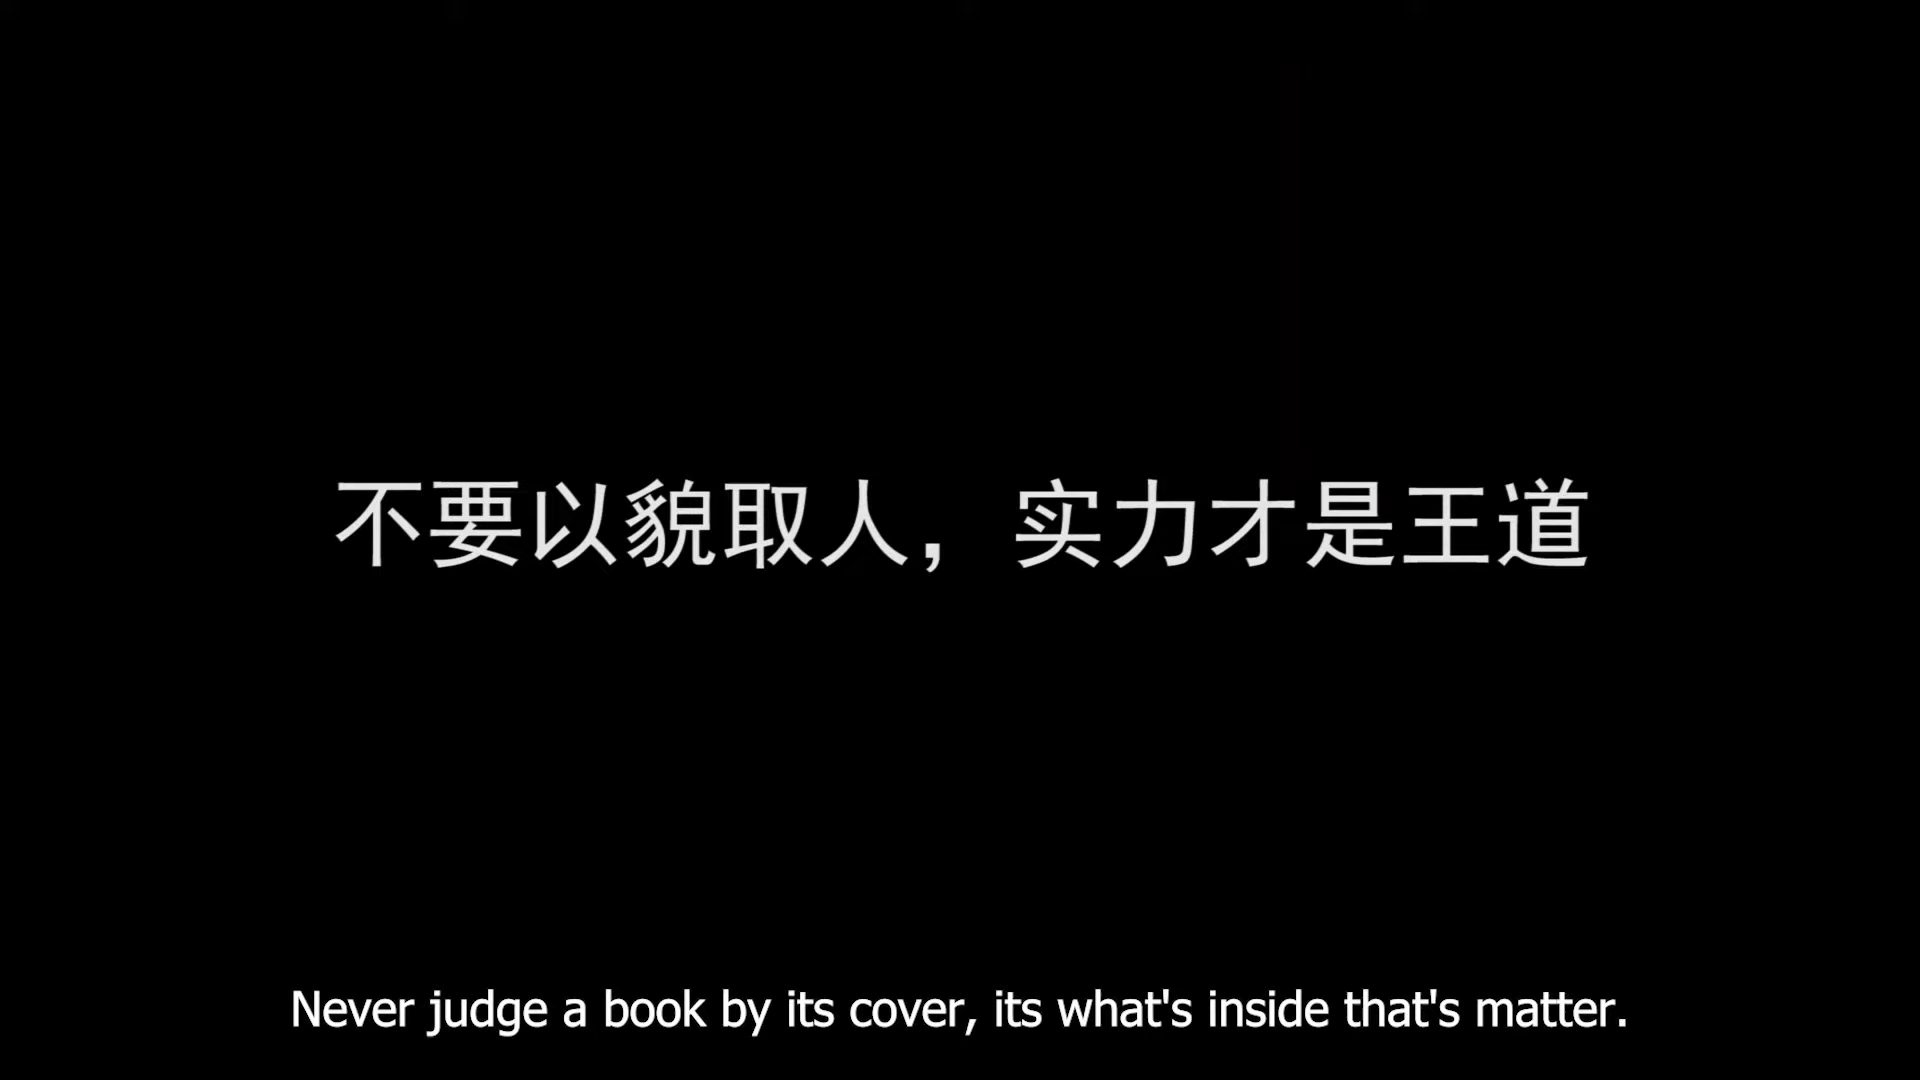 不要以貌取人，实力才是王道
Never judge a book by its cover, its what's inside that's matter.